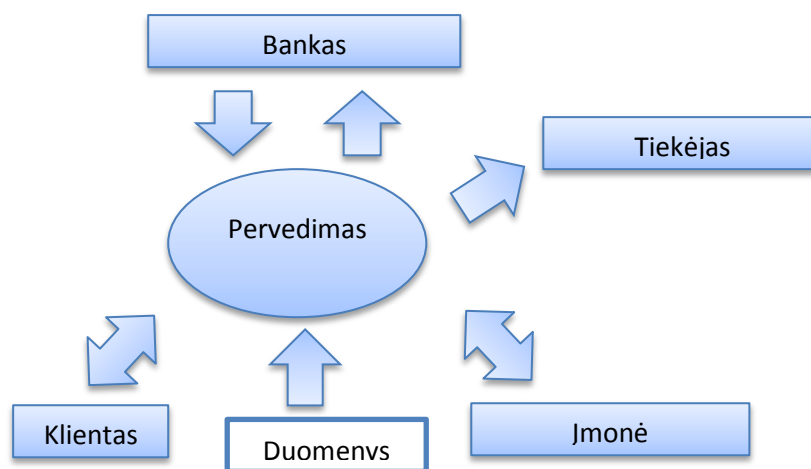 Bankas
Tiekėjas
Pervedimas
Klientas
Duomenys
Įmonė